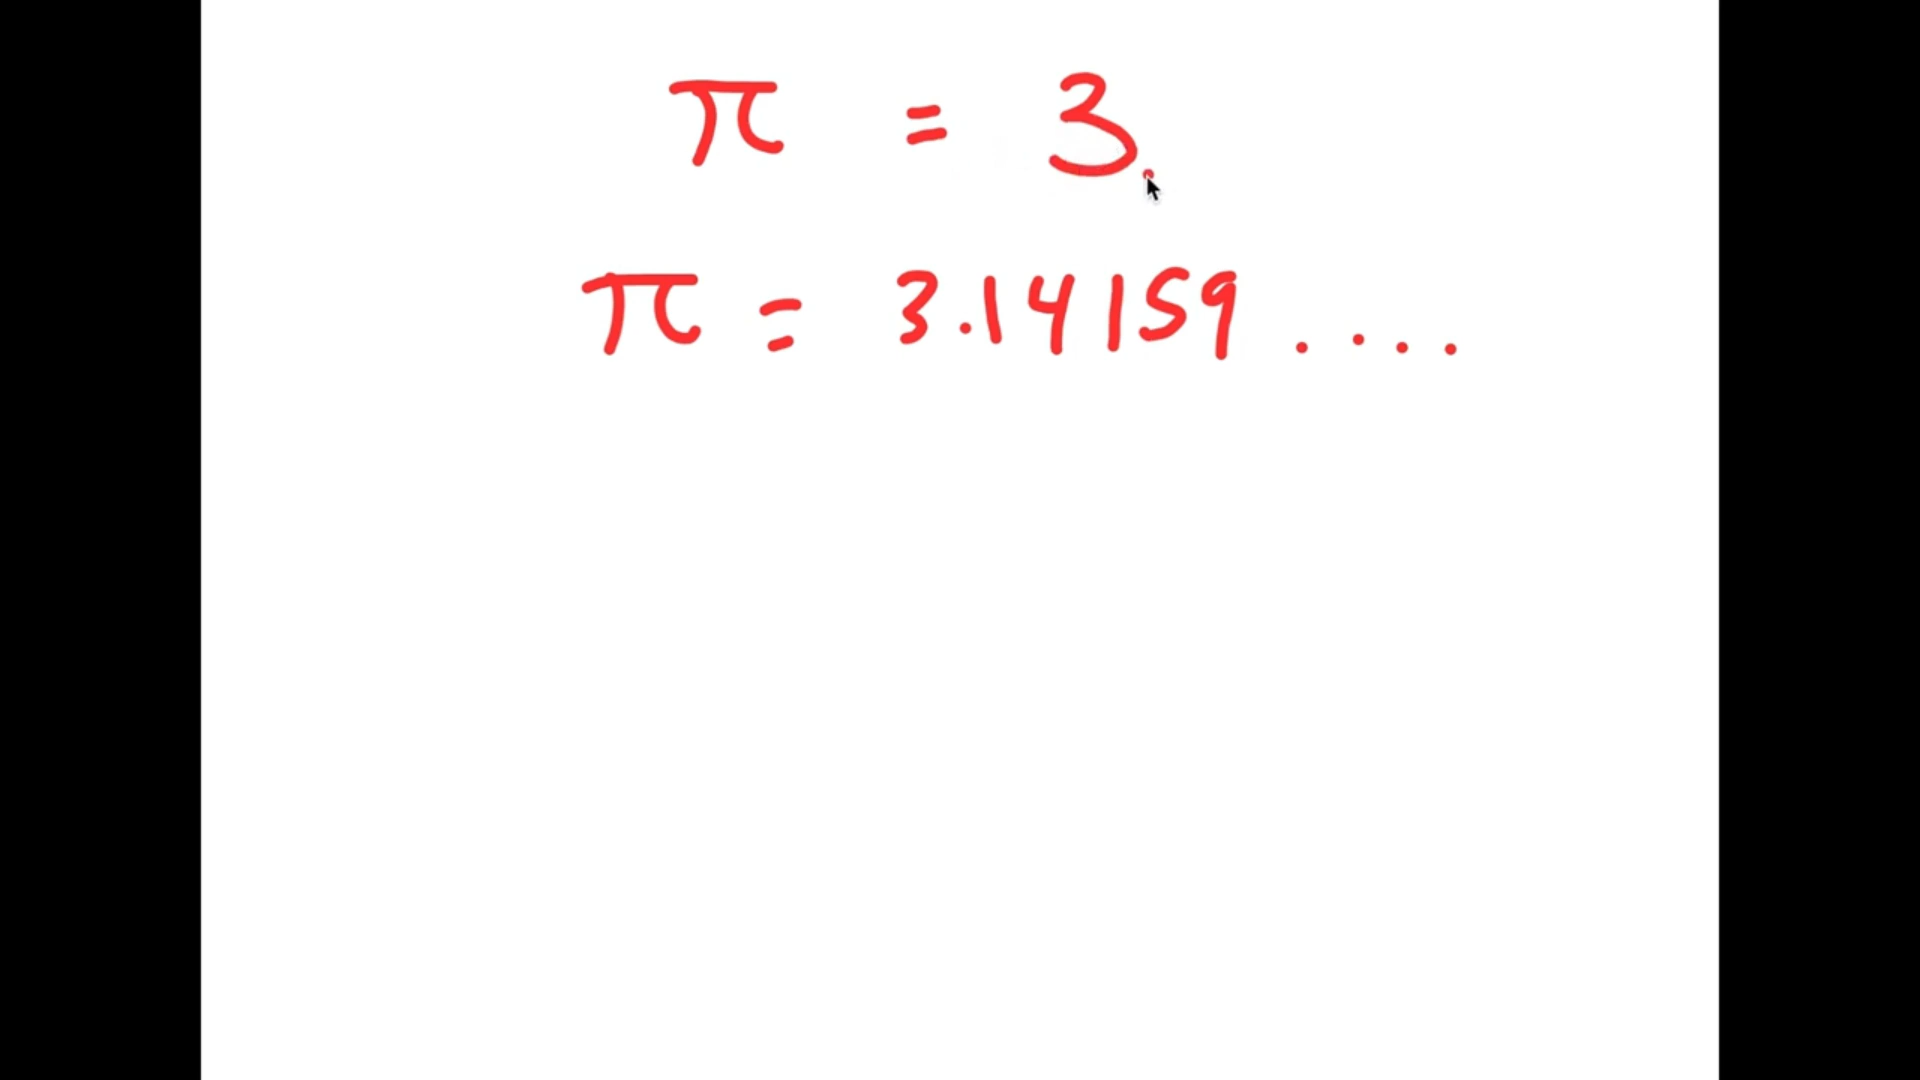 π = 3.
π = 3.14159 ....